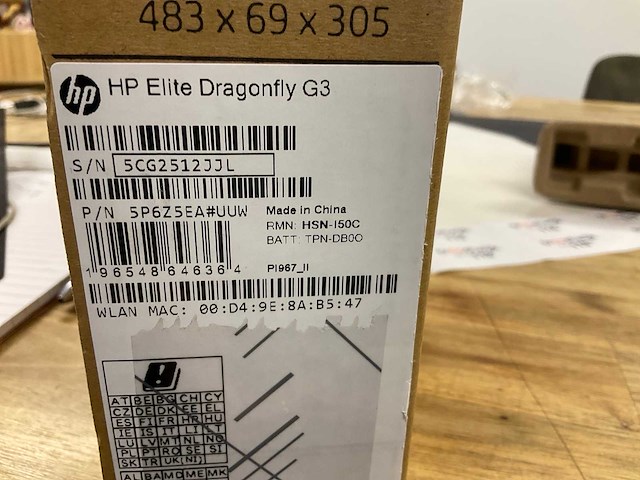 483 x 69 x 305
hp HP Elite Dragonfly G3
S/N 5CG2512JJL
P/N 5P6Z5EA#UUW
Made in China
RMN: HSN-I50C
BATT: TPN-DB0O
1 96548 64636 4
PI967_II
WLAN MAC: 00:D4:9E:8A:B5:47
AT BE BG CH CY
CZ DE DK EE EL
ES FI FR HR HU
IE IS IT LI LT
LU LV MT NL NO
PL PT RO SE SI
SK TR UK(NI)
AL BA MD ME MK